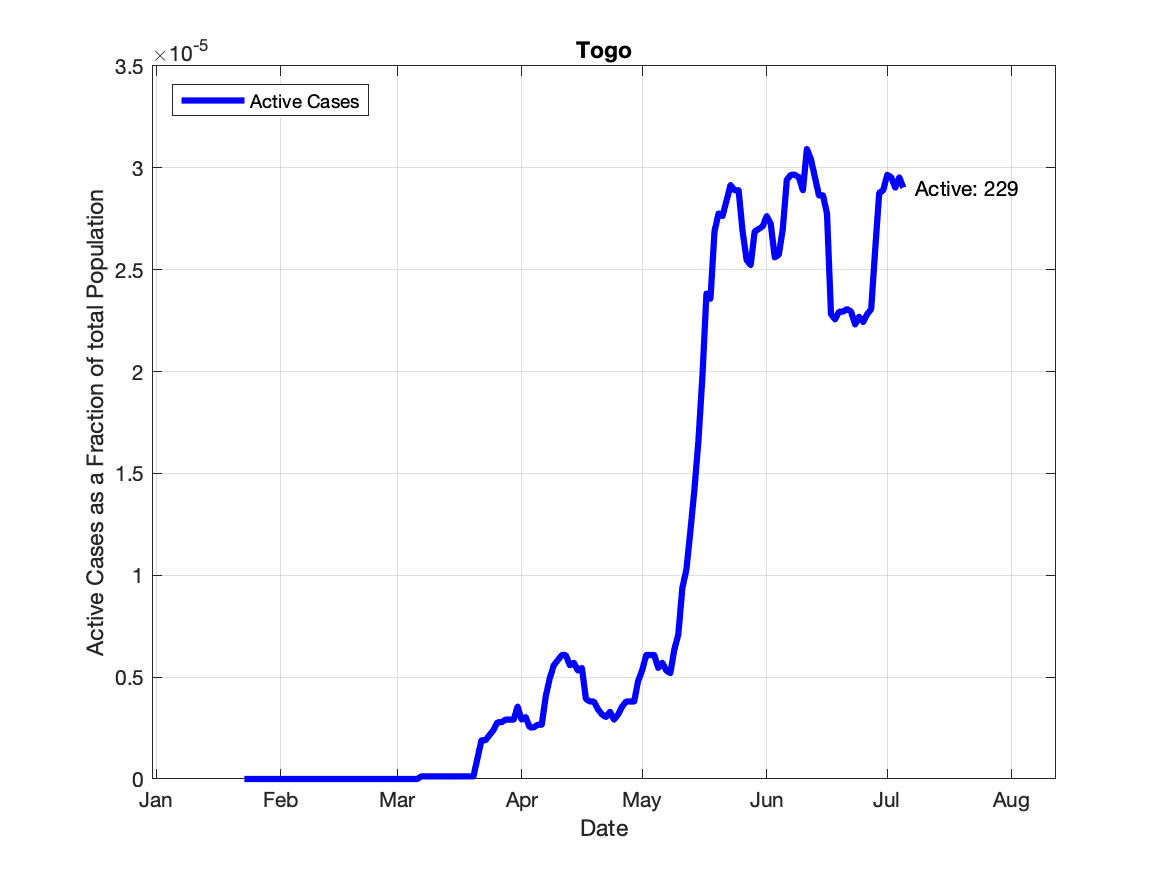 Togo
×10-5
3.5
3
2.5
2
1.5
1
0.5
0
Active Cases
Active: 229
Active Cases as a Fraction of total Population
Jan Feb Mar Apr May Jun Jul Aug
Date